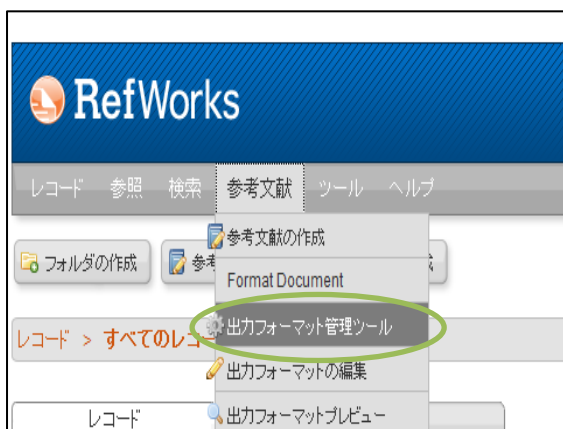 RefWorks
レコード 参照 検索 参考文献 ツール ヘルプ
参考文献の作成
フォルダの作成 参考
Format Document
出力フォーマット管理ツール
レコード > すべてのレコー
出力フォーマットの編集
レコード 出力フォーマットプレビュー